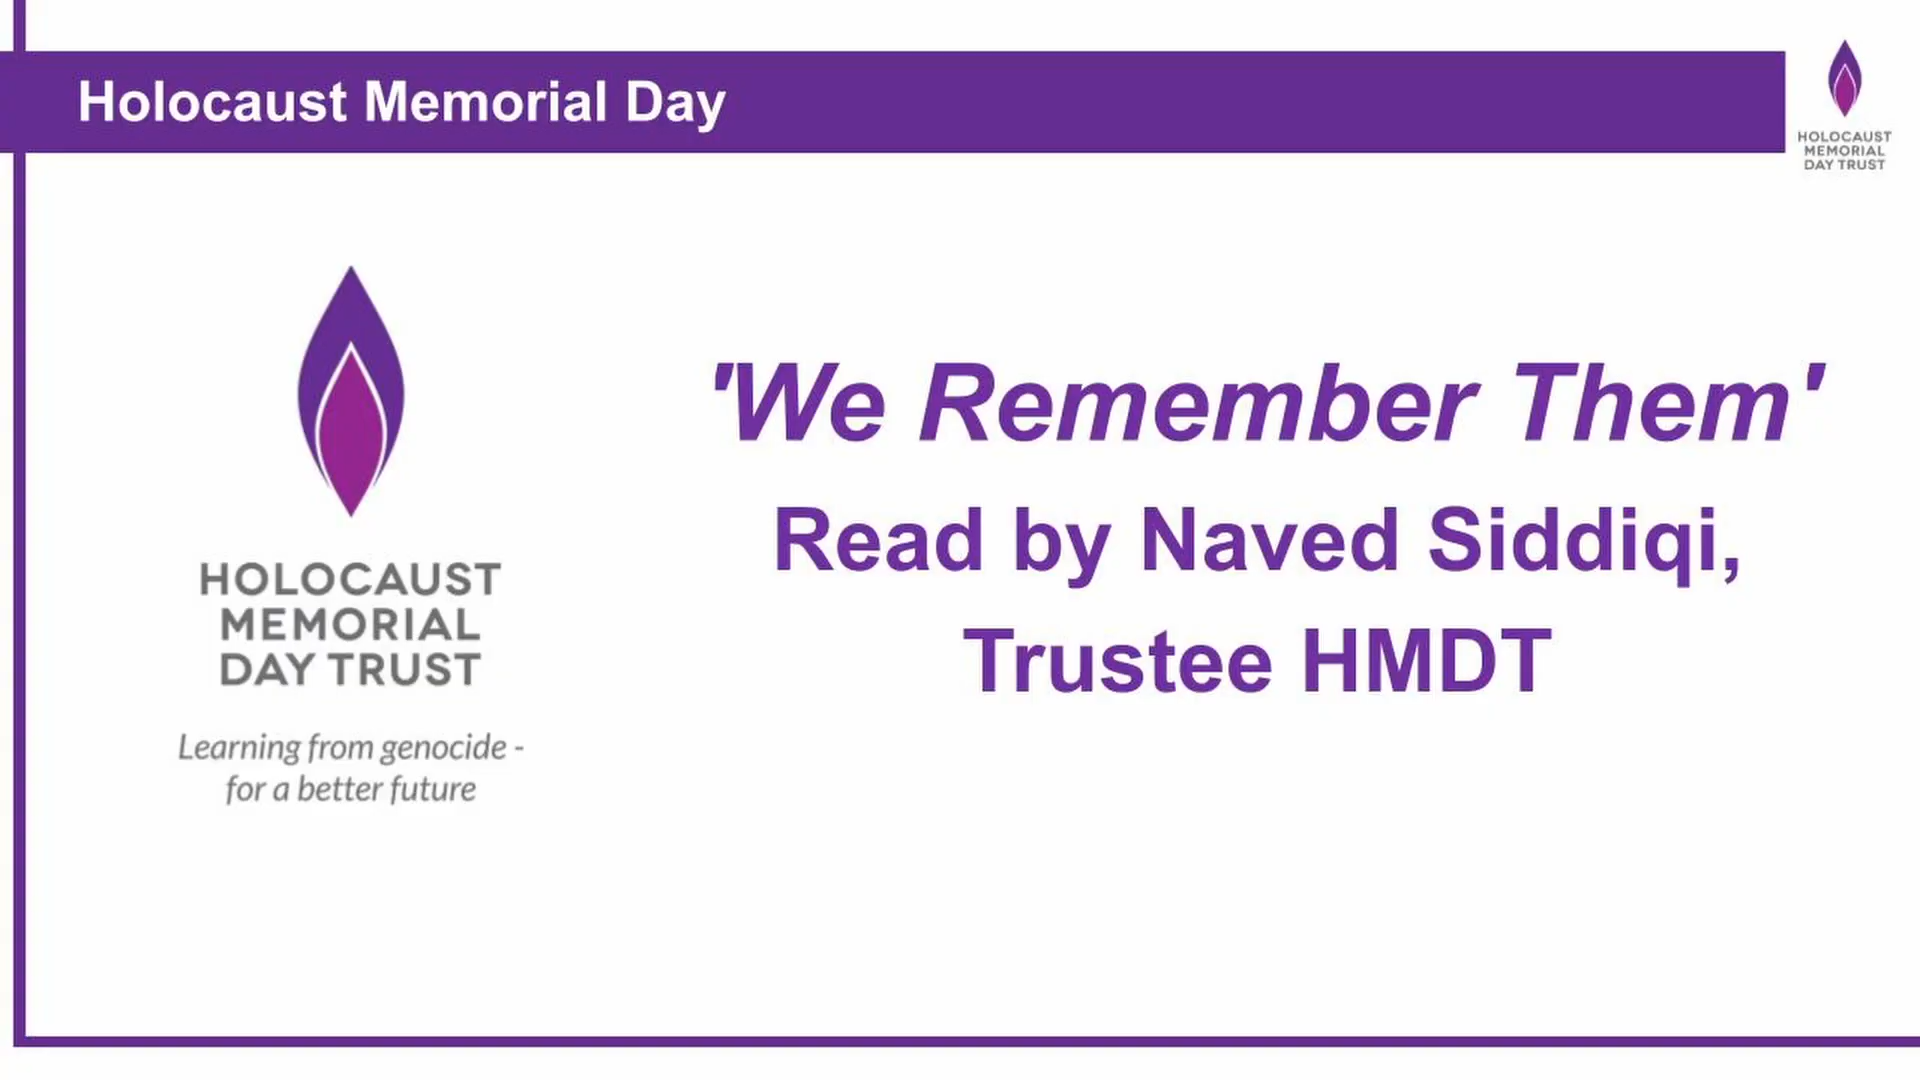 Holocaust Memorial Day
HOLOCAUST
MEMORIAL
DAY TRUST
HOLOCAUST
MEMORIAL
DAY TRUST
Learning from genocide -
for a better future
'We Remember Them'
Read by Naved Siddiqi,
Trustee HMDT